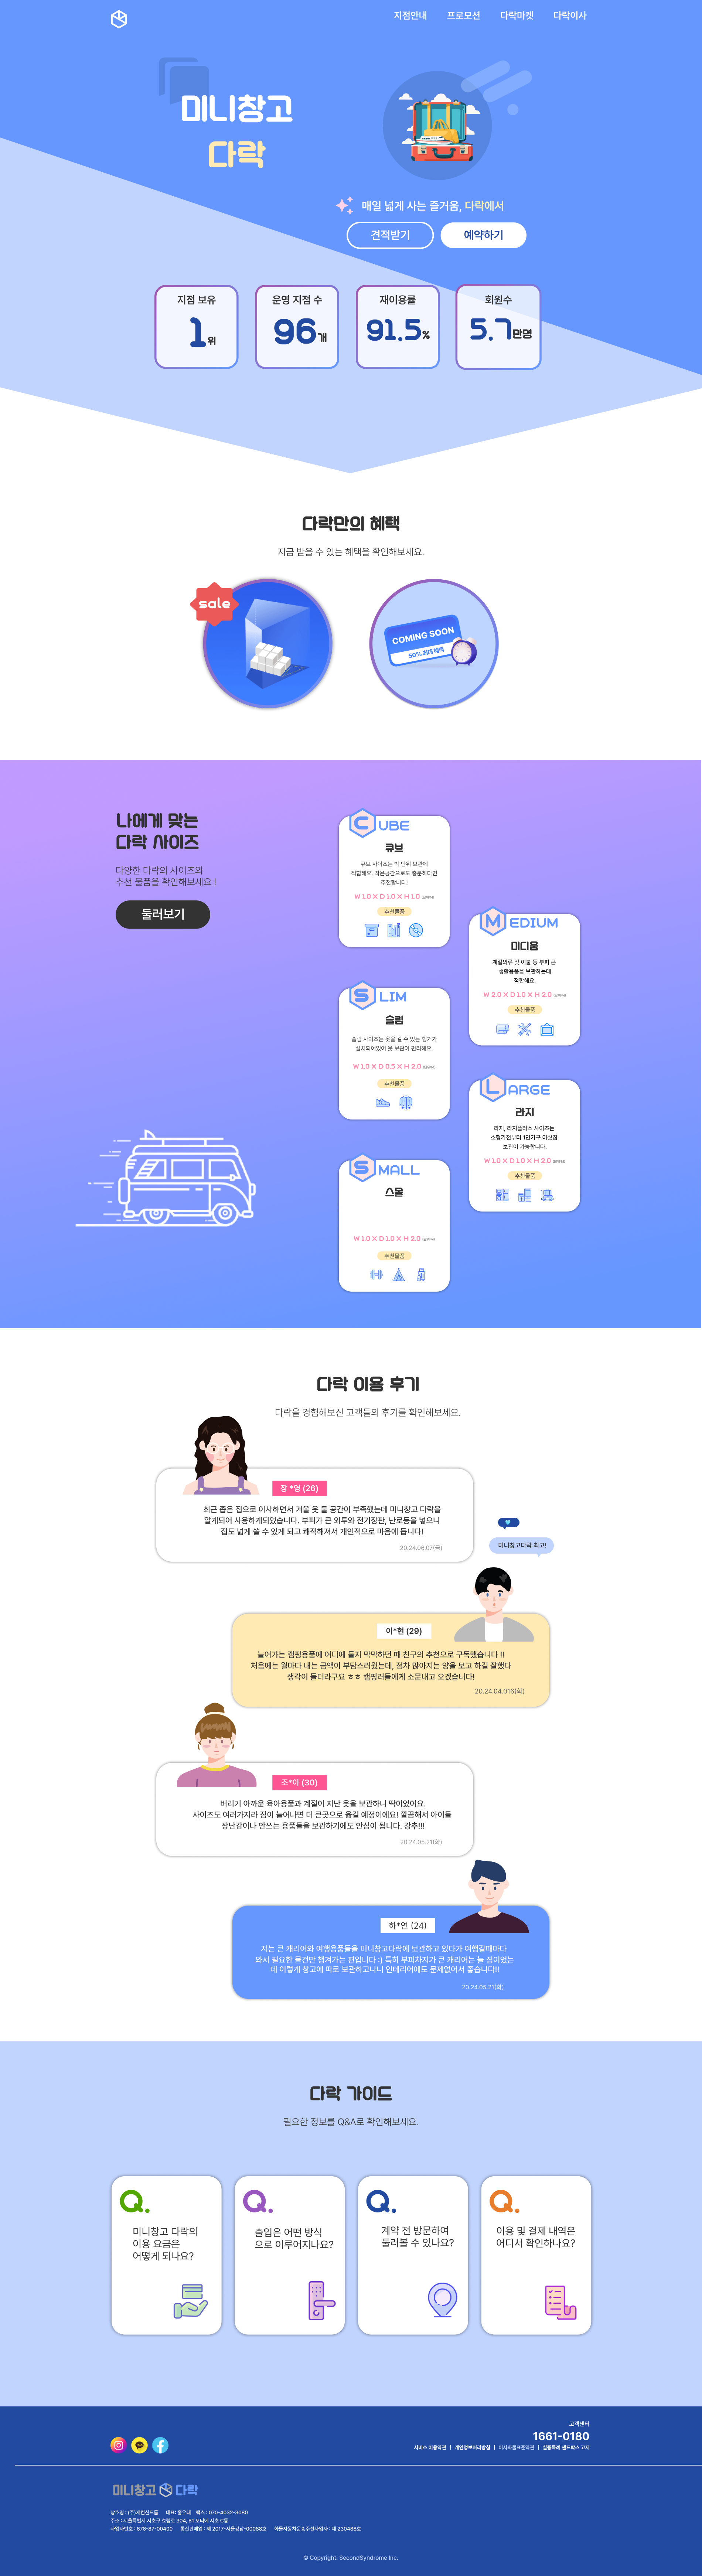 지점안내 프로모션 다락마켓 다락이사
미니창고
다락
매일 넓게 사는 즐거움, 다락에서
견적받기 예약하기
지점 보유 운영 지점 수 재이용률 회원수
1위 96개 91.5% 5.7만명
다락만의 혜택
지금 받을 수 있는 혜택을 확인해보세요.
sale
COMING SOON
50% 최대 혜택
나에게 맞는
다락 사이즈
다양한 다락의 사이즈와
추천 물품을 확인해보세요 !
둘러보기
CUBE
큐브
큐브 사이즈는 박 단위 보관에
적합해요. 작은공간으로도 충분하다면
추천합니다!
W 1.0 X D 1.0 X H 1.0
추천물품
MEDIUM
미디움
계절의류 및 이불 등 부피 큰
생활용품을 보관하는데
적합해요.
W 2.0 X D 1.0 X H 2.0
추천물품
SLIM
슬림
슬림 사이즈는 옷을 걸 수 있는 행거가
설치되어있어 옷 보관이 편리해요.
W 1.0 X D 0.5 X H 2.0
추천물품
LARGE
라지
라지, 라지플러스 사이즈는
소형가전부터 1인가구 이삿짐
보관이 가능합니다.
W 1.0 X D 1.0 X H 2.0
추천물품
SMALL
스몰
W 1.0 X D 1.0 X H 2.0
추천물품
다락 이용 후기
다락을 경험해보신 고객들의 후기를 확인해보세요.
장 *영 (26)
최근 좁은 집으로 이사하면서 겨울 옷 둘 공간이 부족했는데 미니창고 다락을
알게되어 사용하게되었습니다. 부피가 큰 외투와 전기장판, 난로등을 넣으니
집도 넓게 쓸 수 있게 되고 쾌적해져서 개인적으로 마음에 듭니다!
20.24.06.07(금)
미니창고다락 최고!
이*현 (29)
늘어가는 캠핑용품에 어디에 둘지 막막하던 때 친구의 추천으로 구독했습니다 !!
처음에는 월마다 내는 금액이 부담스러웠는데, 점차 많아지는 양을 보고 하길 잘했다
생각이 들더라구요 ㅎㅎ 캠핑러들에게 소문내고 오겠습니다!
20.24.04.016(화)
조*아 (30)
버리기 아까운 육아용품과 계절이 지난 옷을 보관하니 딱이었어요.
사이즈도 여러가지라 짐이 늘어나면 더 큰곳으로 옮길 예정이에요! 깔끔해서 아이들
장난감이나 안쓰는 용품들을 보관하기에도 안심이 됩니다. 강추!!!
20.24.05.21(화)
하*연 (24)
저는 큰 캐리어와 여행용품들을 미니창고다락에 보관하고 있다가 여행갈때마다
와서 필요한 물건만 챙겨가는 편입니다 :) 특히 부피차지가 큰 캐리어는 늘 짐이었는
데 이렇게 창고에 따로 보관하고나니 인테리어에도 문제없어서 좋습니다!!
20.24.05.21(화)
다락 가이드
필요한 정보를 Q&A로 확인해보세요.
Q.
미니창고 다락의
이용 요금은
어떻게 되나요?
Q.
출입은 어떤 방식
으로 이루어지나요?
Q.
계약 전 방문하여
둘러볼 수 있나요?
Q.
이용 및 결제 내역은
어디서 확인하나요?
고객센터
1661-0180
서비스 이용약관 | 개인정보처리방침 | 이사화물표준약관 | 실증특례 샌드박스 고지
미니창고 다락
상호명 : (주)세컨신드롬 대표: 홍우태 팩스 : 070-4032-3080
주소 : 서울특별시 서초구 효령로 304, B1 포티에 서초 C동
사업자번호 : 676-87-00400 통신판매업 : 제 2017-서울강남-00088호 화물자동차운송주선사업자 : 제 230488호
© Copyright: SecondSyndrome Inc.